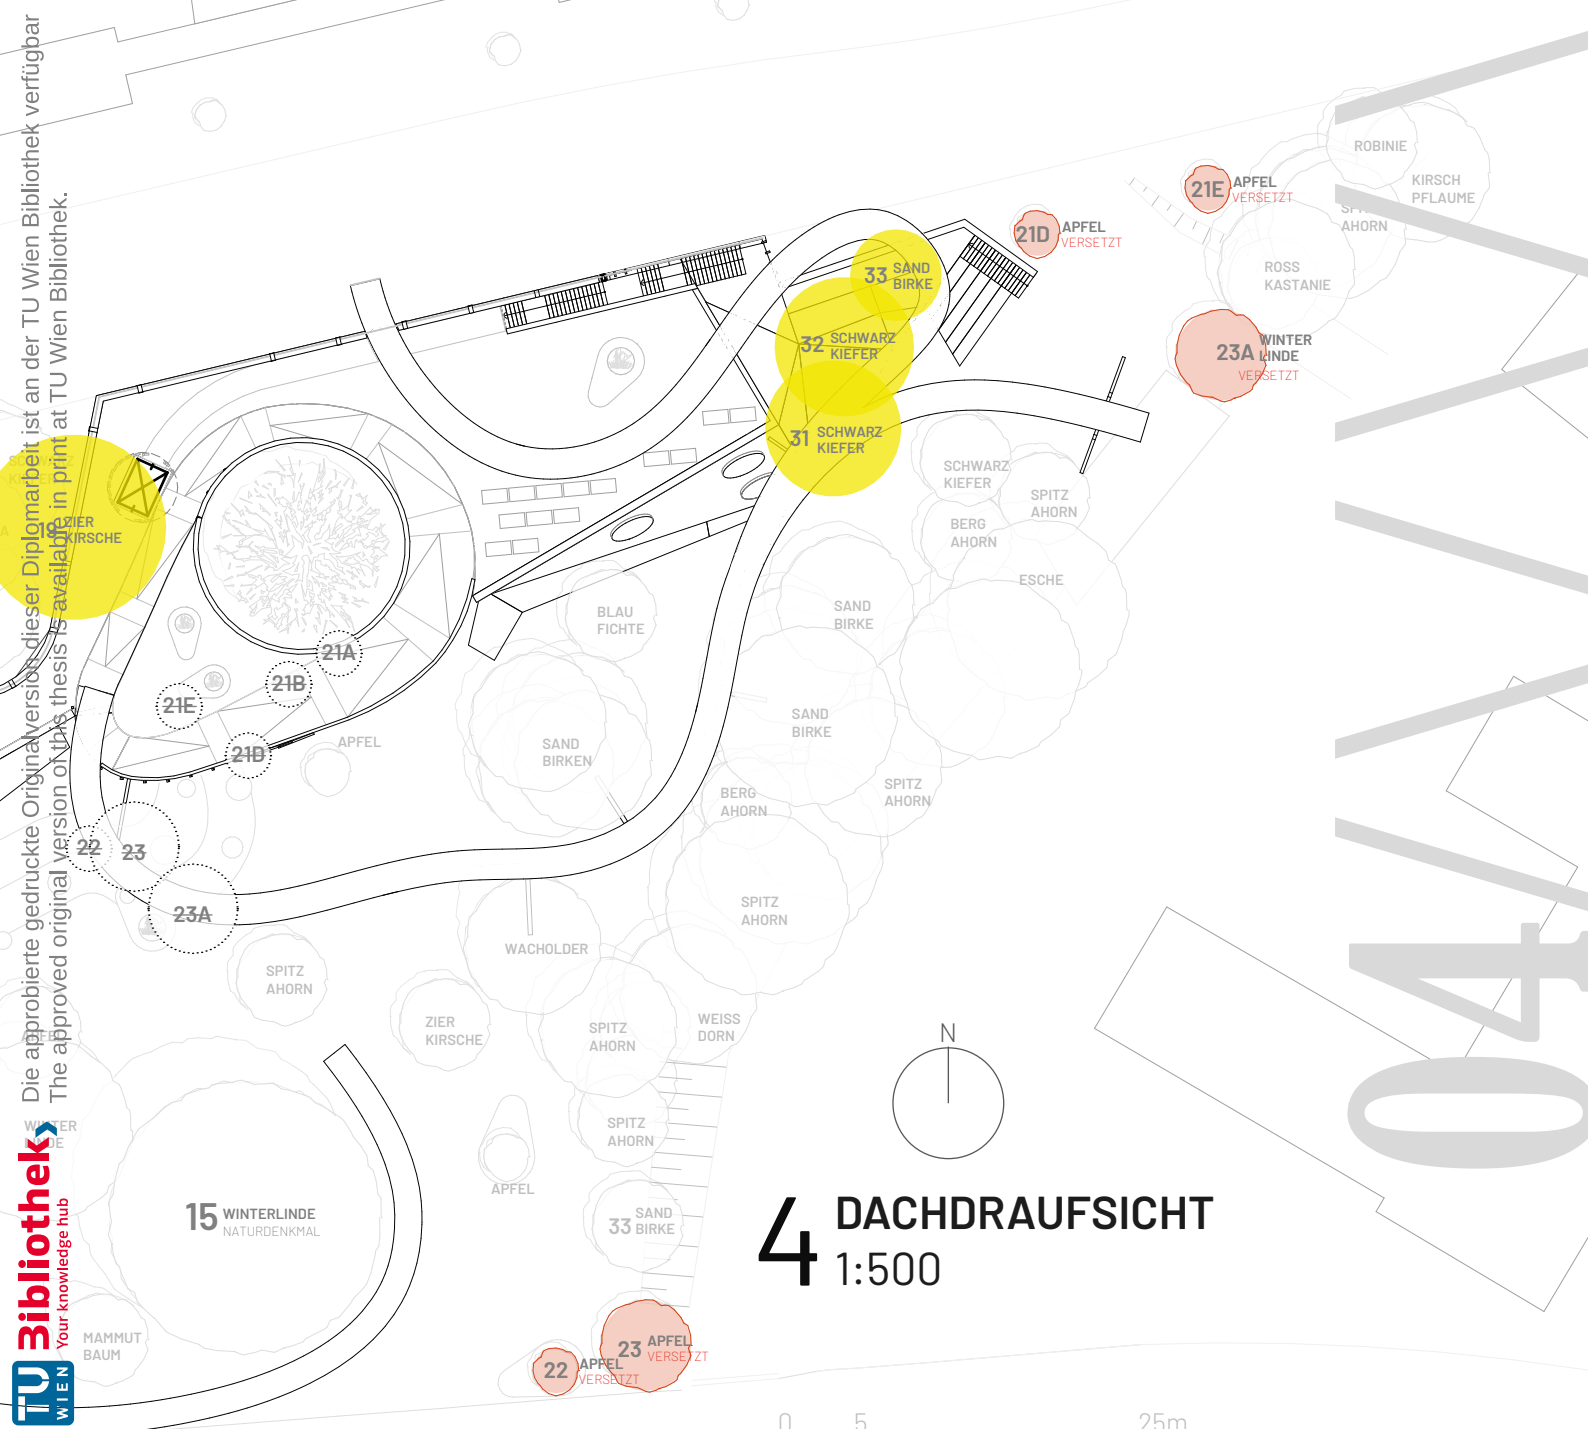 Die approbierte gedruckte Originalversion dieser Diplomarbeit ist an der TU Wien Bibliothek verfügbar
The approved original version of this thesis is available in print at TU Wien Bibliothek.
TU
WIEN
Bibliothek
Your knowledge hub
04
ROBINIE
KIRSCH
PFLAUME
AHORN
21E APFEL
VERSETZT
21D APFEL
VERSETZT
ROSS
KASTANIE
33 SAND
BIRKE
32 SCHWARZ
KIEFER
23A WINTER
LINDE
VERSETZT
31 SCHWARZ
KIEFER
SCHWARZ
KIEFER
SPITZ
AHORN
BERG
AHORN
ESCHE
19 ZIER
KIRSCHE
BLAU
FICHTE
SAND
BIRKE
21A
21B
21E
21D
APFEL
SAND
BIRKEN
SAND
BIRKE
BERG
AHORN
SPITZ
AHORN
22
23
23A
SPITZ
AHORN
WACHOLDER
SPITZ
AHORN
ZIER
KIRSCHE
SPITZ
AHORN
WEISS
DORN
APFEL
WINTER
LINDE
SPITZ
AHORN
APFEL
15 WINTERLINDE
NATURDENKMAL
33 SAND
BIRKE
MAMMUT
BAUM
22 APFEL
VERSETZT
23 APFEL
VERSETZT
N
4 DACHDRAUFSICHT
1:500
0 5 25m